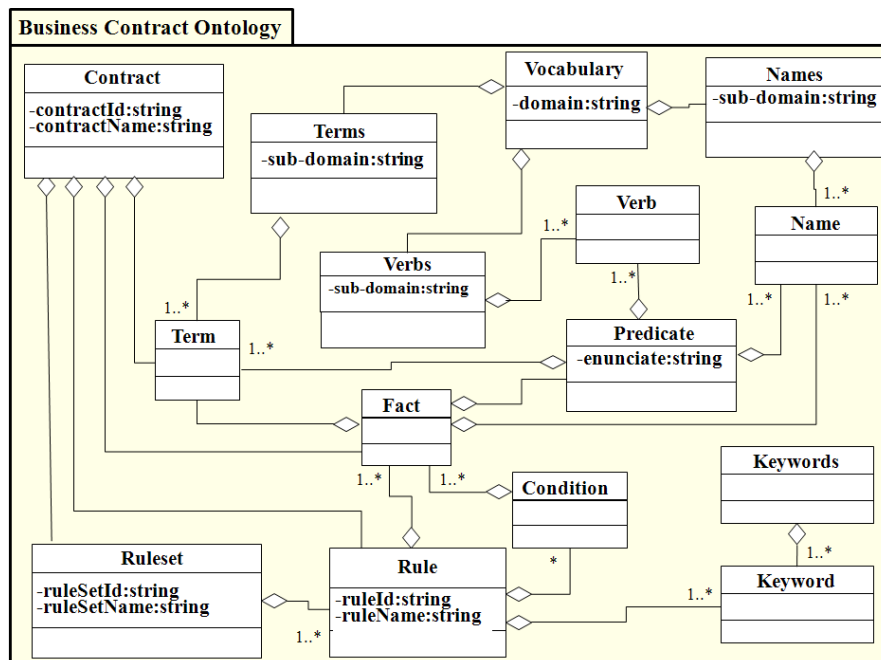 Business Contract Ontology
Contract
-contractId:string
-contractName:string
Terms
-sub-domain:string
Vocabulary
-domain:string
Names
-sub-domain:string
1..*
Verb
Name
1..*
Verbs
-sub-domain:string
1..*
1..*
1..*
1..*
Term
1..*
Predicate
-enunciate:string
Fact
1..*
1..*
Condition
Keywords
*
1..*
Ruleset
-ruleSetId:string
-ruleSetName:string
1..*
Rule
-ruleId:string
-ruleName:string
1..*
Keyword